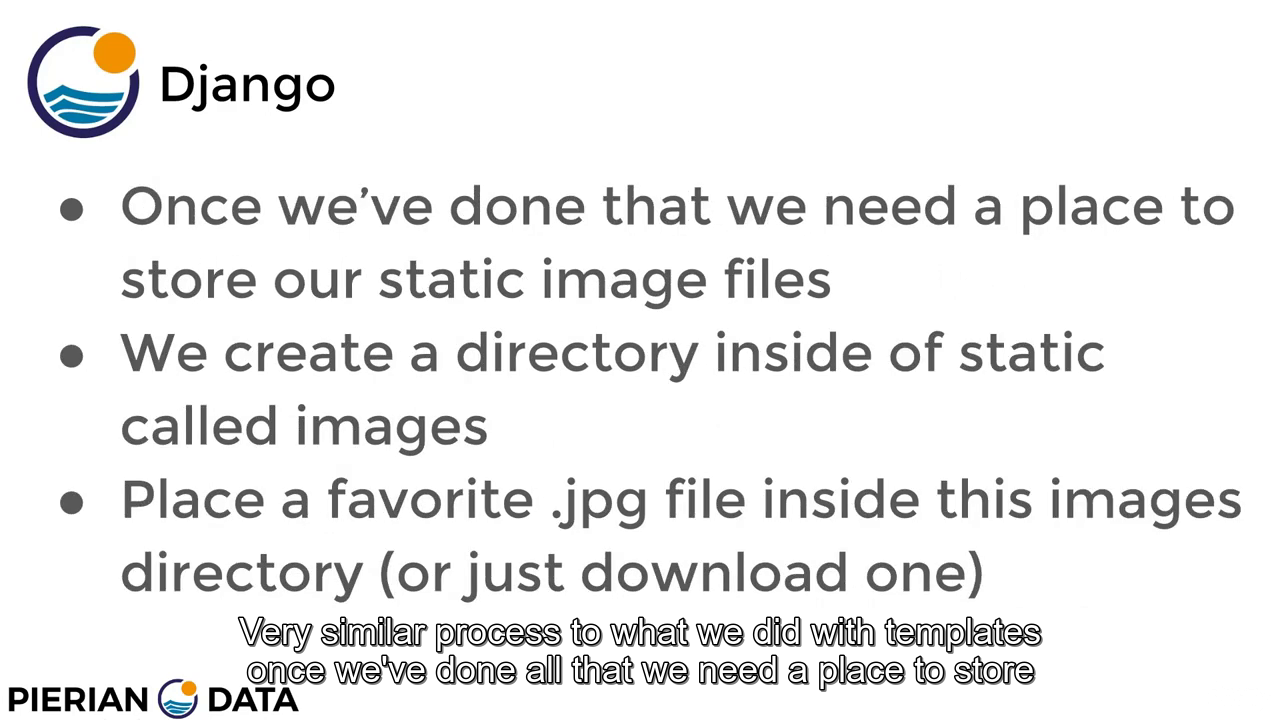 Django
● Once we’ve done that we need a place to
store our static image files
● We create a directory inside of static
called images
● Place a favorite .jpg file inside this images
directory (or just download one)
Very similar process to what we did with templates
once we've done all that we need a place to store
PIERIAN DATA